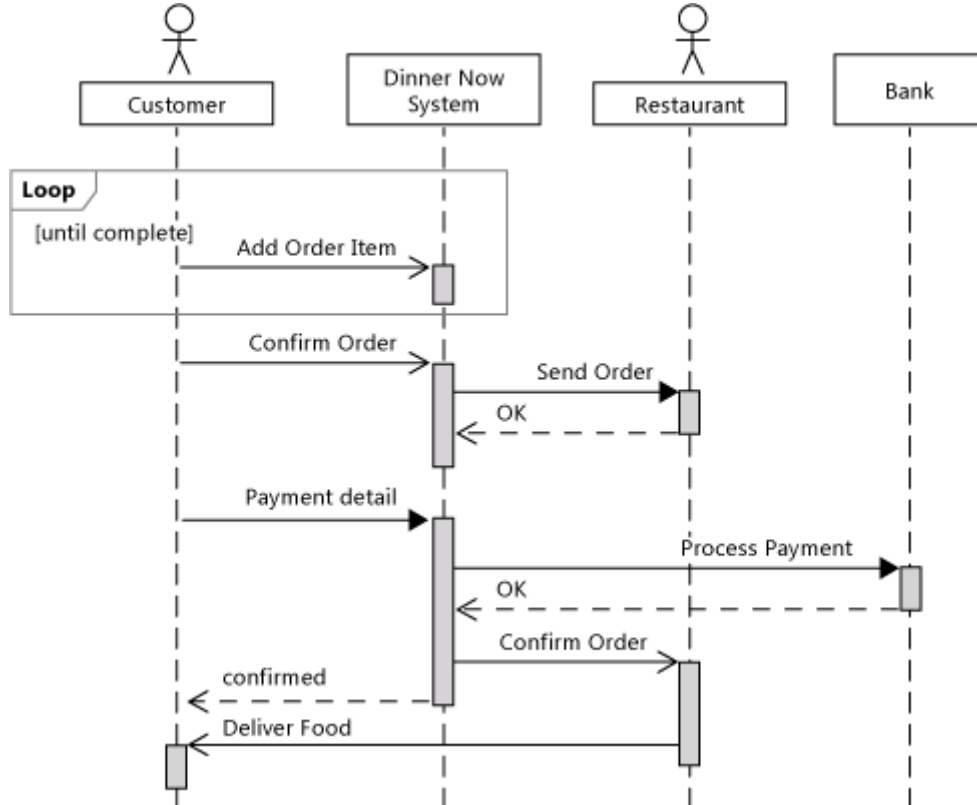 Customer
Dinner Now
System
Restaurant
Bank
Loop
[until complete]
Add Order Item
Confirm Order
Send Order
OK
Payment detail
Process Payment
OK
Confirm Order
confirmed
Deliver Food